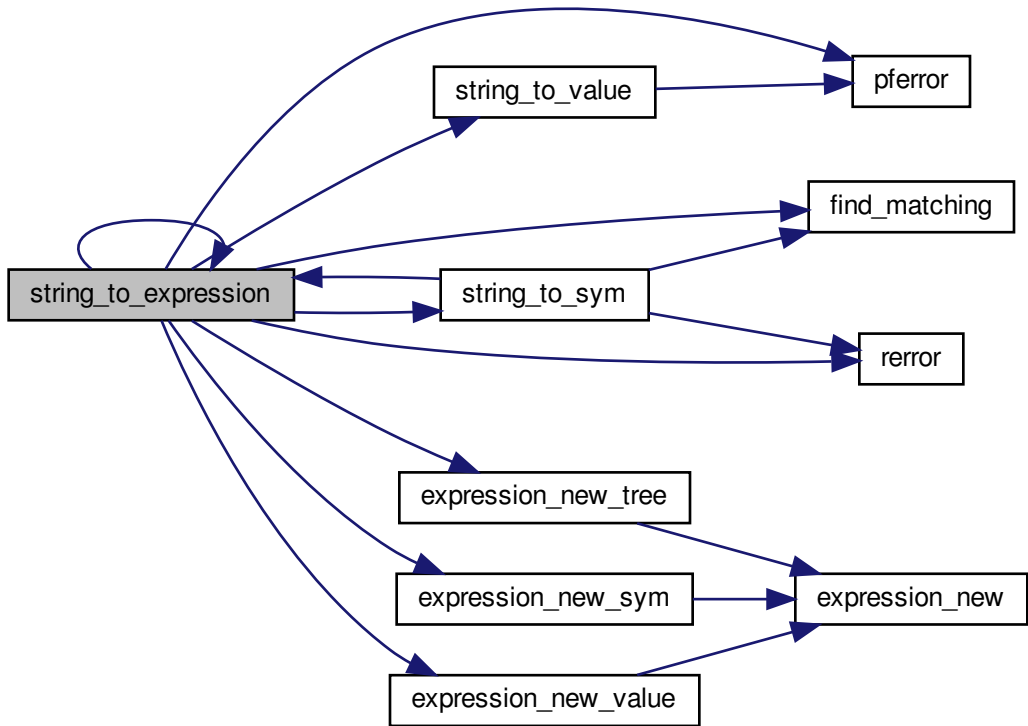 pferror
string_to_value
find_matching
string_to_expression
string_to_sym
rerror
expression_new_tree
expression_new_sym
expression_new
expression_new_value